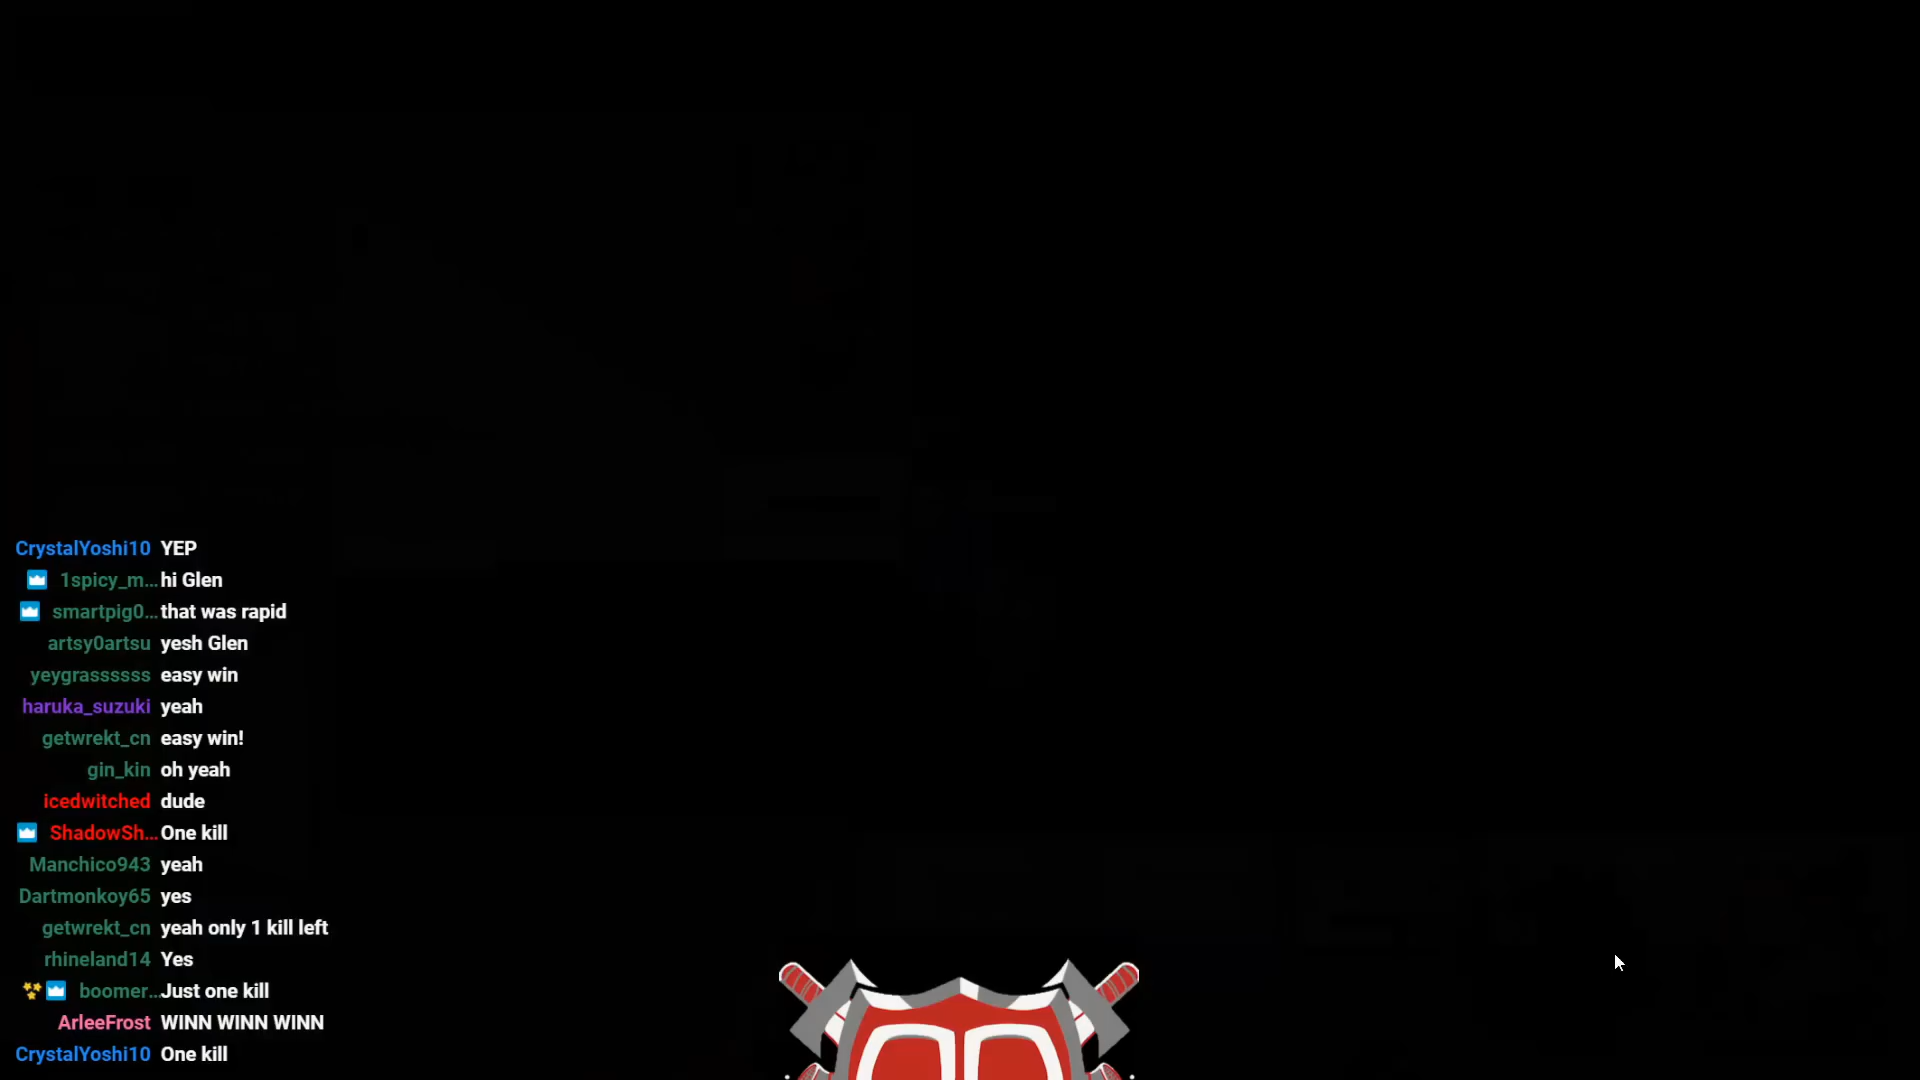 CrystalYoshi10 YEP
1spicy_m... hi Glen
smartpig0... that was rapid
artsy0artsu yesh Glen
yeygrassssss easy win
haruka_suzuki yeah
getwrekt_cn easy win!
gin_kin oh yeah
icedwitched dude
ShadowSh... One kill
Manchico943 yeah
Dartmonkoy65 yes
getwrekt_cn yeah only 1 kill left
rhineland14 Yes
boomer... Just one kill
ArleeFrost WINN WINN WINN
CrystalYoshi10 One kill